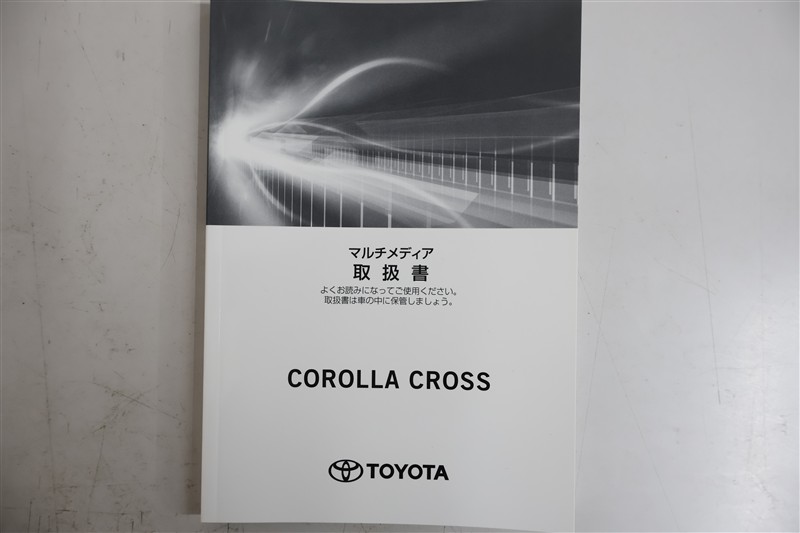 マルチメディア
取扱書
よくお読みになってご使用ください。
取扱書は車の中に保管しましょう。
COROLLA CROSS
TOYOTA